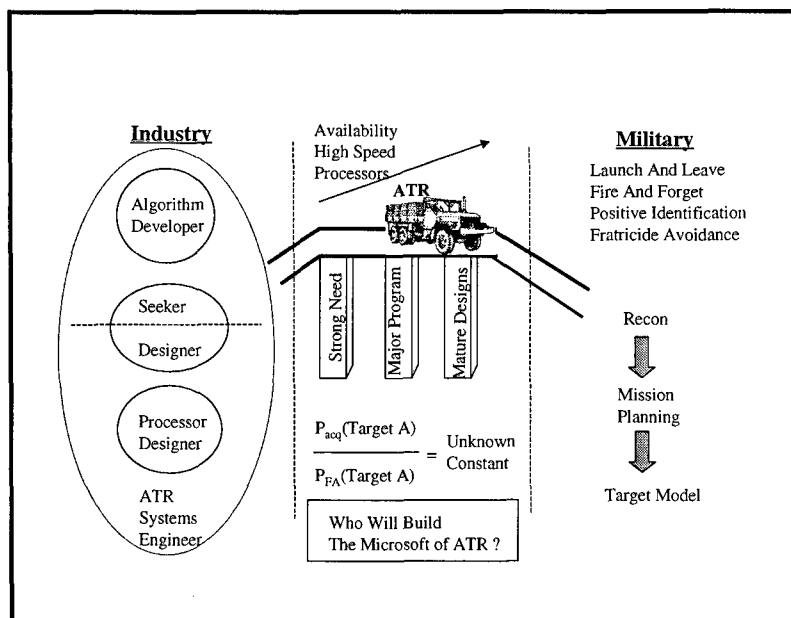 Industry
Algorithm
Developer
Seeker
Designer
Processor
Designer
ATR
Systems
Engineer
Availability
High Speed
Processors
ATR
Strong Need
Major Program
Mature Designs
P_acq(Target A)
P_FA(Target A)
= Unknown
Constant
Who Will Build
The Microsoft of ATR ?
Military
Launch And Leave
Fire And Forget
Positive Identification
Fratricide Avoidance
Recon
Mission
Planning
Target Model